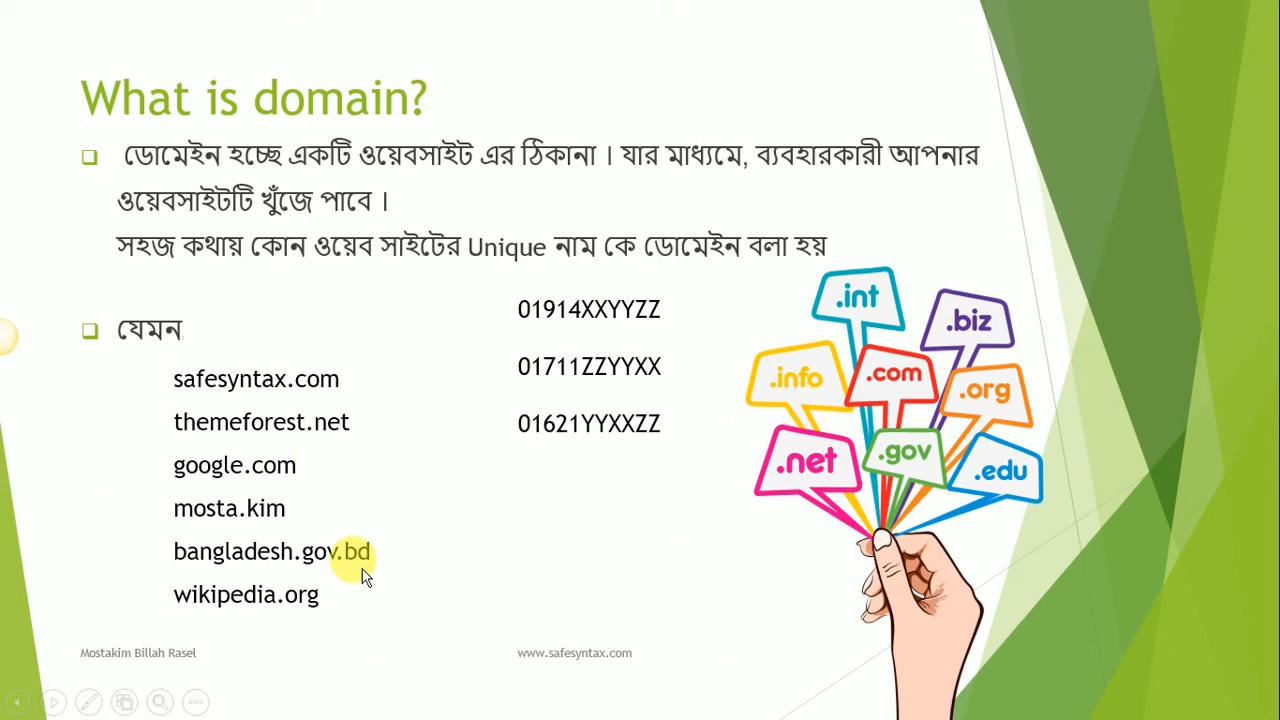 What is domain?
ডোমেইন হচ্ছে একটি ওয়েবসাইট এর ঠিকানা । যার মাধ্যমে, ব্যবহারকারী আপনার
ওয়েবসাইটটি খুঁজে পাবে ।
সহজ কথায় কোন ওয়েব সাইটের Unique নাম কে ডোমেইন বলা হয়
যেমন:
safesyntax.com
themeforest.net
google.com
mosta.kim
bangladesh.gov.bd
wikipedia.org
01914XXYYZZ
01711ZZYYXX
01621YYXXZZ
.int
.biz
.info
.com
.org
.net
.gov
.edu
Mostakim Billah Rasel
www.safesyntax.com